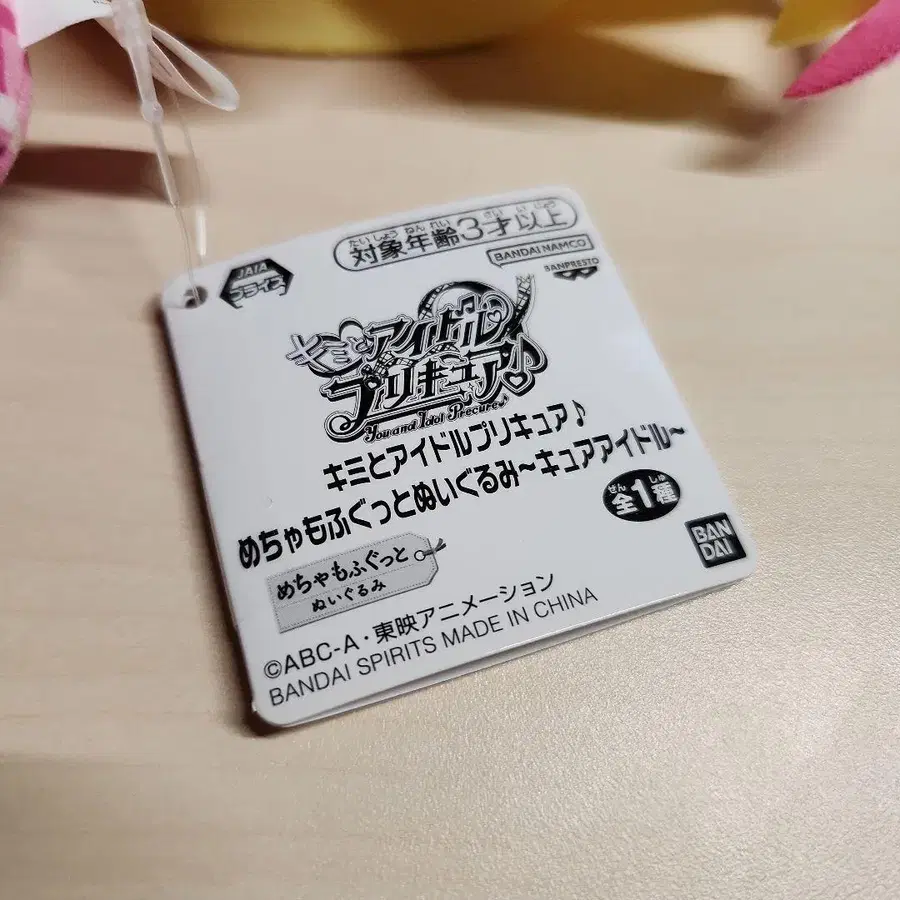 たいしょう ねん れい さい い じょう
対象年齢3才以上
JAIA
プライズ
BANDAI NAMCO
BANPRESTO
キミとアイドル
プリキュア♪
You and Idol Precure♪
キミとアイドルプリキュア♪
めちゃもふぐっとぬいぐるみ~キュアアイドル~
ぜん しゅ
全1種
BAN
DAI
めちゃもふぐっと
ぬいぐるみ
©ABC-A・東映アニメーション
BANDAI SPIRITS MADE IN CHINA